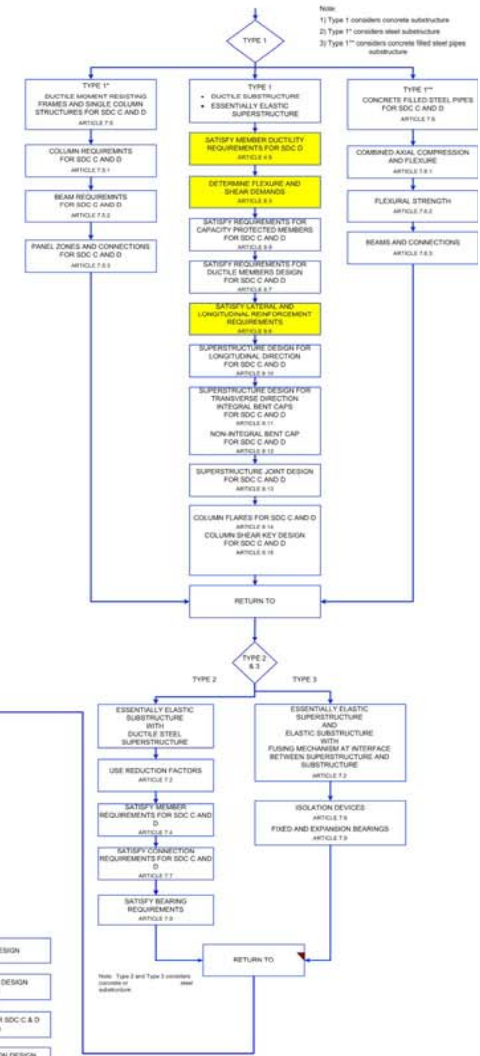 Note:
1) Type 1 considers concrete substructure
2) Type 1* considers steel substructure
3) Type 1** considers concrete filled steel pipes
substructure
TYPE 1
TYPE 1*
DUCTILE MOMENT RESISTING
FRAMES AND SINGLE COLUMN
STRUCTURES FOR SDC C AND D
ARTICLE 7.5
COLUMN REQUIREMNTS
FOR SDC C AND D
ARTICLE 7.5.1
BEAM REQUIREMNTS
FOR SDC C AND D
ARTICLE 7.5.2
PANEL ZONES AND CONNECTIONS
FOR SDC C AND D
ARTICLE 7.5.3
TYPE 1
• DUCTILE SUBSTRUCTURE
• ESSENTIALLY ELASTIC
SUPERSTRUCTURE
SATISFY MEMBER DUCTILITY
REQUIREMENTS FOR SDC D
ARTICLE 4.9
DETERMINE FLEXURE AND
SHEAR DEMANDS
ARTICLE 8.5
SATISFY REQUIREMENTS FOR
CAPACITY PROTECTED MEMBERS
FOR SDC C AND D
ARTICLE 8.9
SATISFY REQUIREMENTS FOR
DUCTILE MEMBERS DESIGN
FOR SDC C AND D
ARTICLE 8.7
SATISFY LATERAL AND
LONGITUDINAL REINFORCEMENT
REQUIREMENTS
ARTICLE 8.8
SUPERSTRUCTURE DESIGN FOR
LONGITUDINAL DIRECTION
FOR SDC C AND D
ARTICLE 8.10
SUPERSTRUCTURE DESIGN FOR
TRANSVERSE DIRECTION
INTEGRAL BENT CAPS
FOR SDC C AND D
ARTICLE 8.11
NON-INTEGRAL BENT CAP
FOR SDC C AND D
ARTICLE 8.12
SUPERSTRUCTURE JOINT DESIGN
FOR SDC C AND D
ARTICLE 8.13
COLUMN FLARES FOR SDC C AND D
ARTICLE 8.14
COLUMN SHEAR KEY DESIGN
FOR SDC C AND D
ARTICLE 8.15
TYPE 1**
CONCRETE FILLED STEEL PIPES
FOR SDC C AND D
ARTICLE 7.6
COMBINED AXIAL COMPRESSION
AND FLEXURE
ARTICLE 7.6.1
FLEXURAL STRENGTH
ARTICLE 7.6.2
BEAMS AND CONNECTIONS
ARTICLE 7.6.3
RETURN TO
TYPE 2
& 3
TYPE 2
TYPE 3
ESSENTIALLY ELASTIC
SUBSTRUCTURE
WITH
DUCTILE STEEL
SUPERSTRUCTURE
USE REDUCTION FACTORS
ARTICLE 7.2
SATISFY MEMBER
REQUIREMENTS FOR SDC C AND
D
ARTICLE 7.4
SATISFY CONNECTION
REQUIREMENTS FOR SDC C AND
D
ARTICLE 7.7
SATISFY BEARING
REQUIREMENTS
ARTICLE 7.9
ESSENTIALLY ELASTIC
SUPERSTRUCTURE
AND
ELASTIC SUBSTRUCTURE
WITH
FUSING MECHANISM AT INTERFACE
BETWEEN SUPERSTRUCTURE AND
SUBSTRUCTURE
ARTICLE 7.2
ISOLATION DEVICES
ARTICLE 7.8
FIXED AND EXPANSION BEARINGS
ARTICLE 7.9
RETURN TO
Note: Type 2 and Type 3 considers
concrete or steel
substructure
DESIGN
DESIGN
SDC C & D
DESIGN